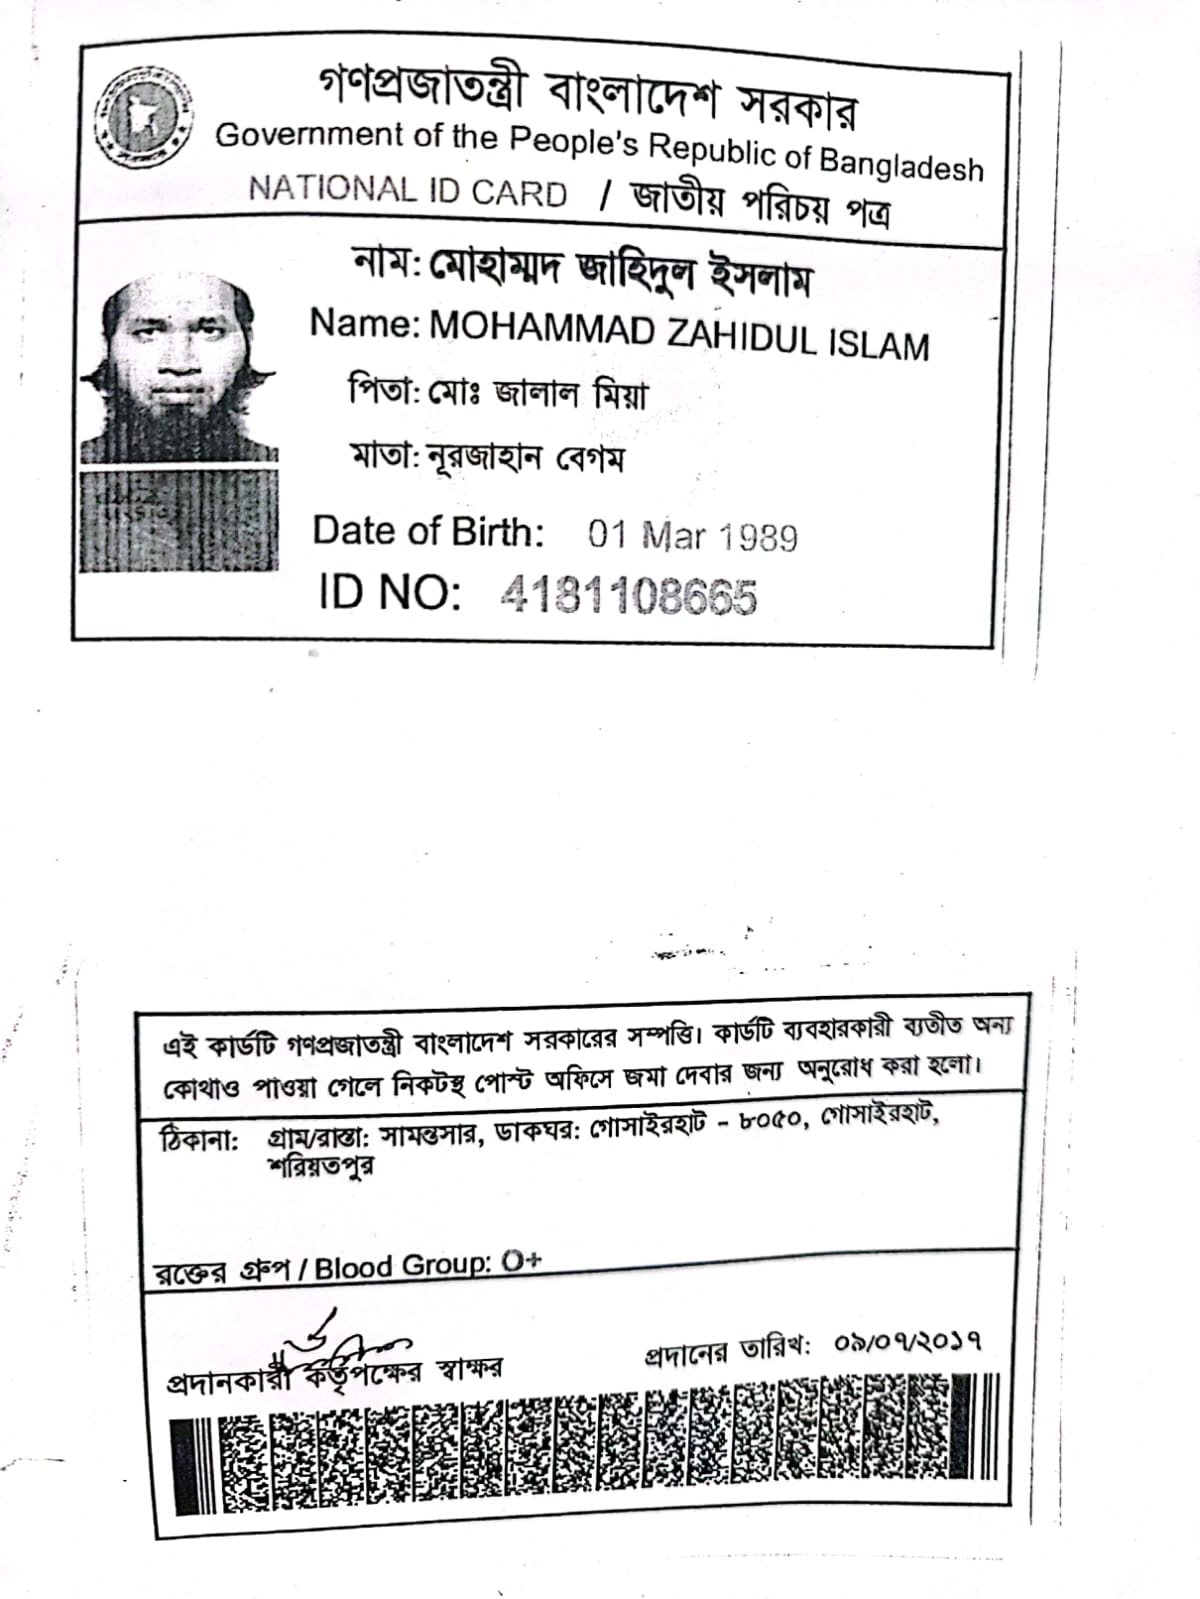 গণপ্রজাতন্ত্রী বাংলাদেশ সরকার
Government of the People's Republic of Bangladesh
NATIONAL ID CARD / জাতীয় পরিচয় পত্র
নাম: মোহাম্মদ জাহিদুল ইসলাম
Name: MOHAMMAD ZAHIDUL ISLAM
পিতা: মোঃ জালাল মিয়া
মাতা: নূরজাহান বেগম
Date of Birth: 01 Mar 1989
ID NO: 4181108665
এই কার্ডটি গণপ্রজাতন্ত্রী বাংলাদেশ সরকারের সম্পত্তি। কার্ডটি ব্যবহারকারী ব্যতীত অন্য
কোথাও পাওয়া গেলে নিকটস্থ পোস্ট অফিসে জমা দেবার জন্য অনুরোধ করা হলো।
ঠিকানা: গ্রাম/রাস্তা: সামন্তসার, ডাকঘর: গোসাইরহাট - ৮০৫০, গোসাইরহাট,
শরিয়তপুর
রক্তের গ্রুপ / Blood Group: O+
প্রদানকারী কর্তৃপক্ষের স্বাক্ষর
প্রদানের তারিখ: ০৯/০৭/২০১৭